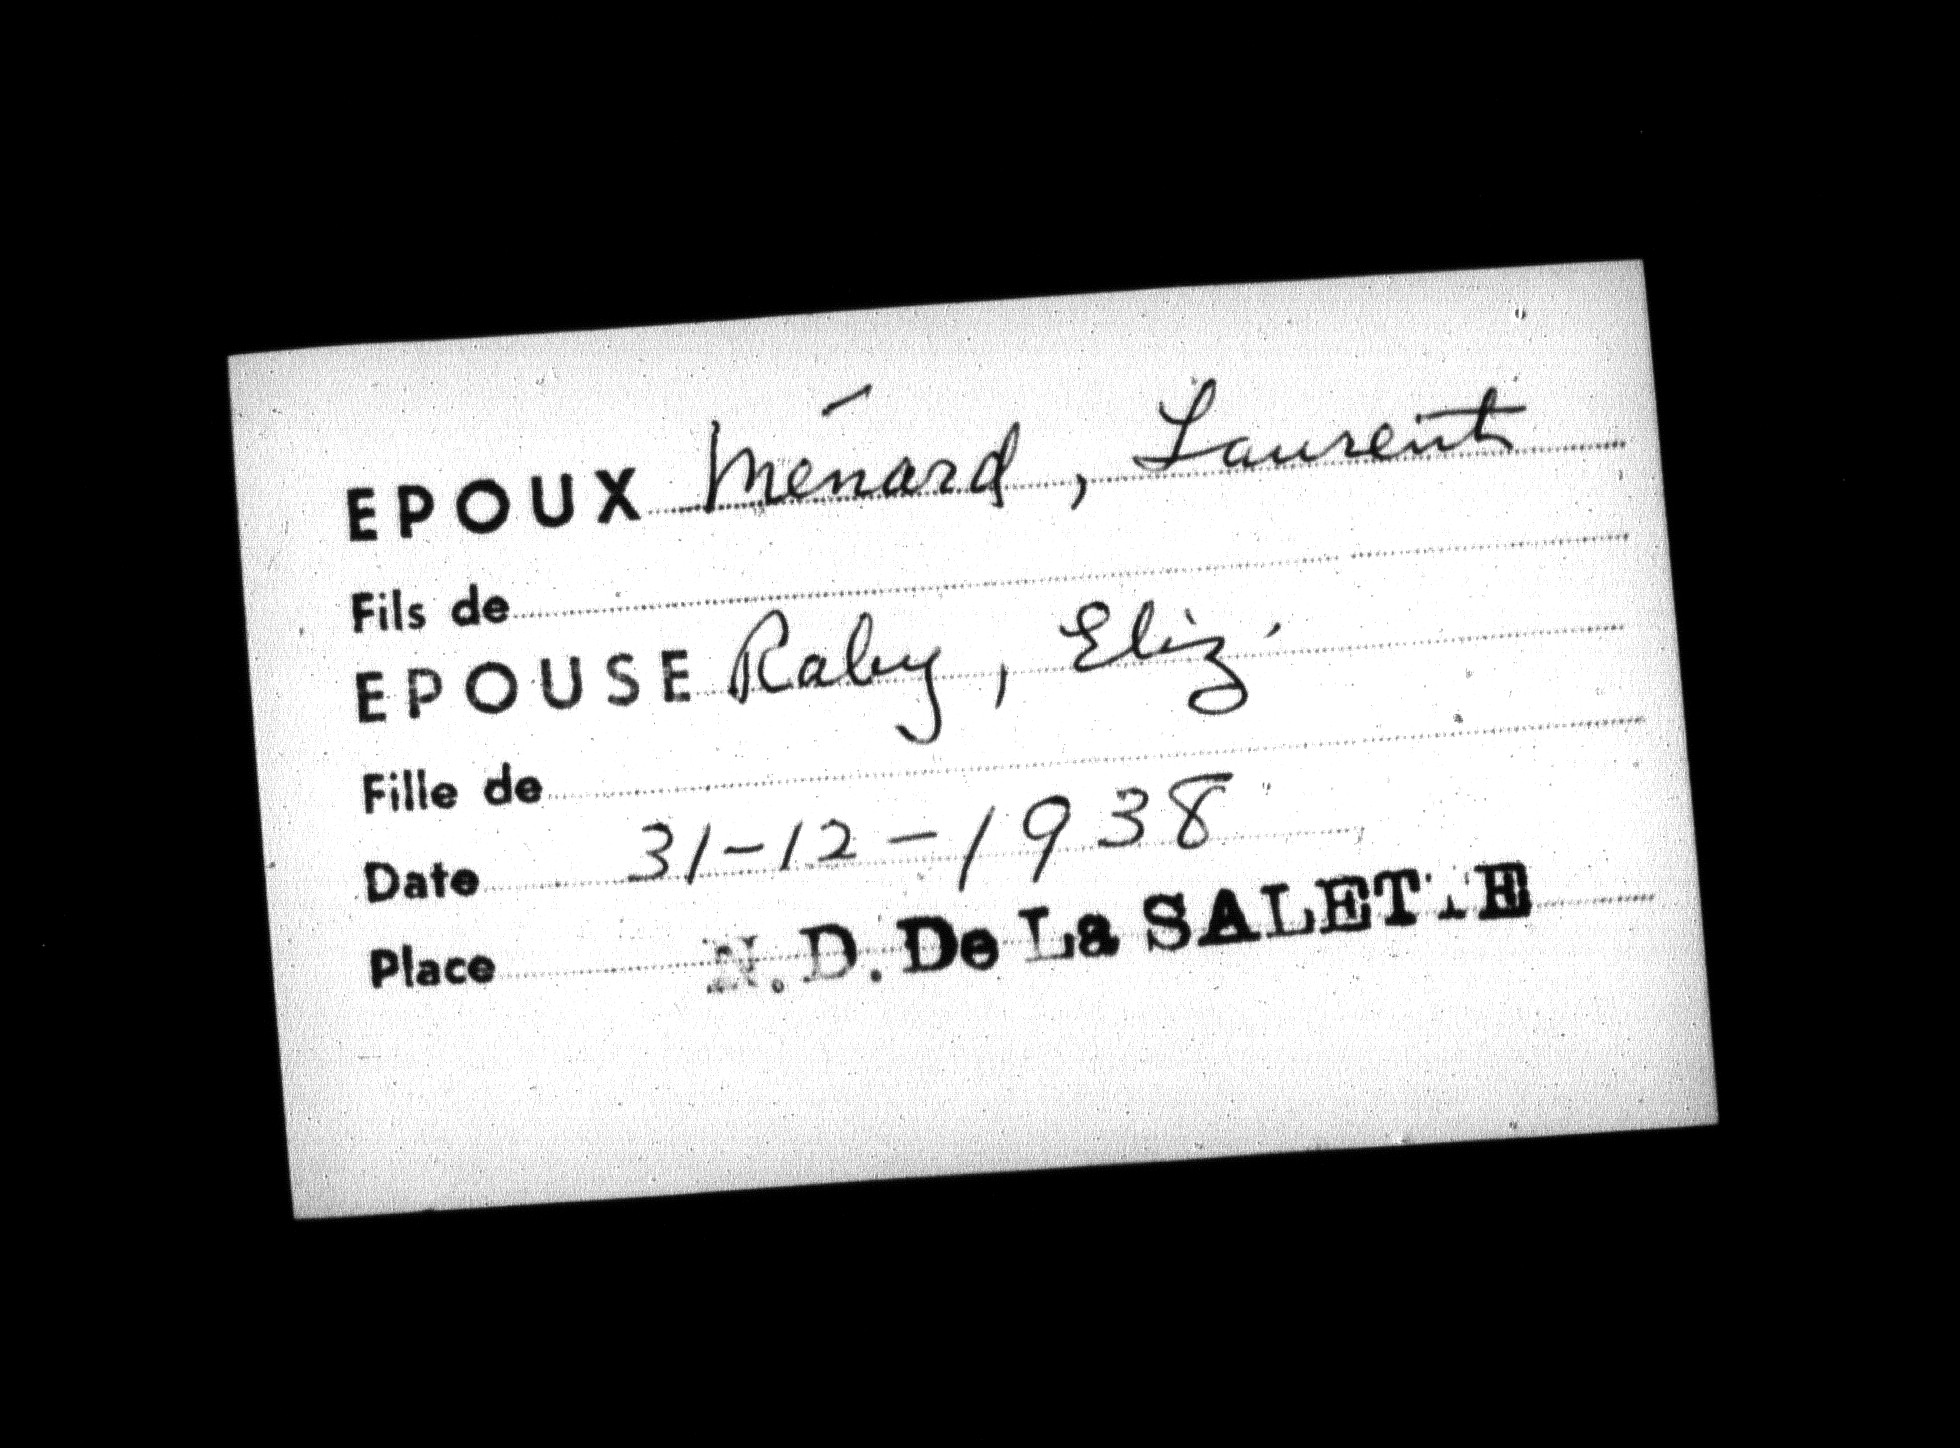 EPOUX Ménard, Laurent
Fils de
EPOUSE Raby, Eliz.
Fille de
Date 31-12-1938
Place N.D. De La SALETTE